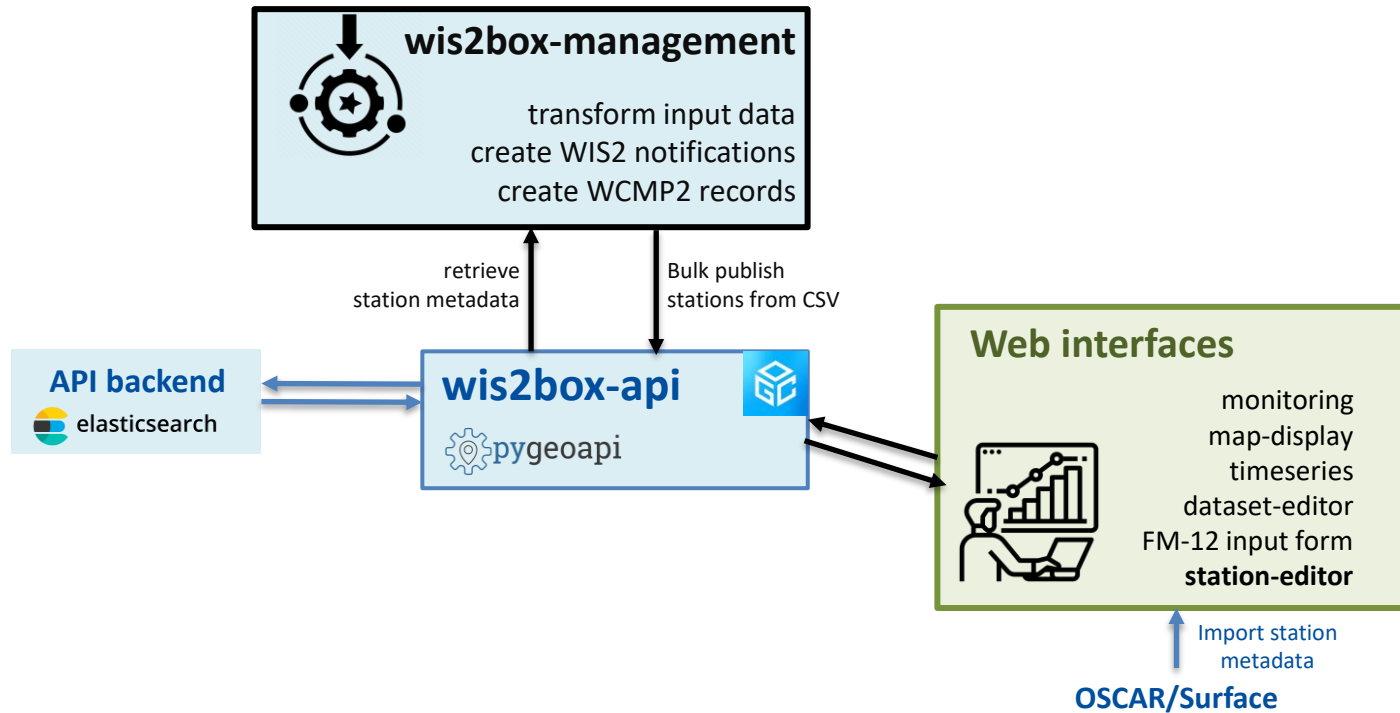 wis2box-management
transform input data
create WIS2 notifications
create WCMP2 records
retrieve
station metadata
Bulk publish
stations from CSV
API backend
elasticsearch
wis2box-api
pygeoapi
OGC
Web interfaces
monitoring
map-display
timeseries
dataset-editor
FM-12 input form
station-editor
Import station
metadata
OSCAR/Surface